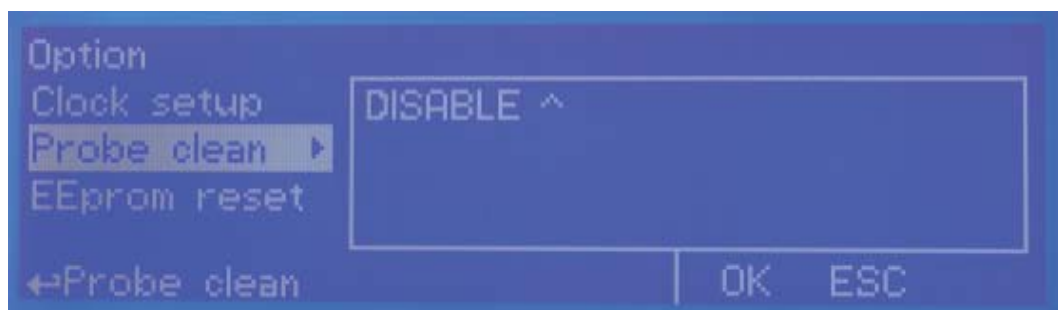 Option
Clock setup
DISABLE ^
Probe clean ▶
EEprom reset
↩Probe clean
OK ESC